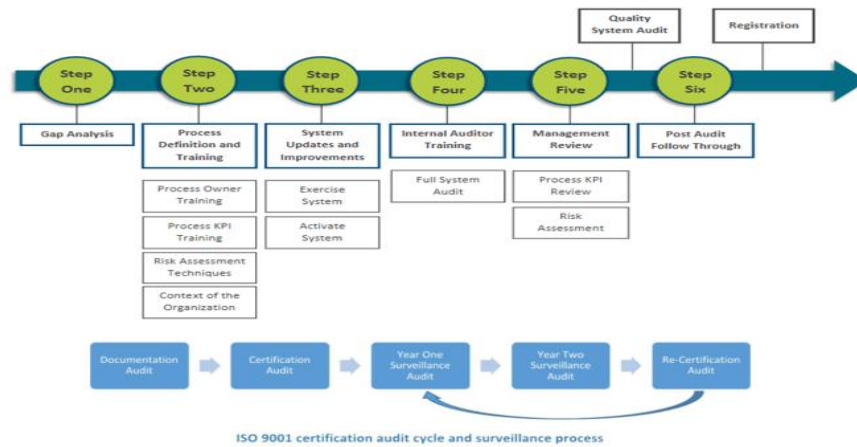 Quality
System Audit
Registration
Step
One
Step
Two
Step
Three
Step
Four
Step
Five
Step
Six
Gap Analysis
Process
Definition and
Training
System
Updates and
Improvements
Internal Auditor
Training
Management
Review
Post Audit
Follow Through
Process Owner
Training
Exercise
System
Full System
Audit
Process KPI
Review
Process KPI
Training
Activate
System
Risk
Assessment
Risk Assessment
Techniques
Context of the
Organization
Documentation
Audit
Certification
Audit
Year One
Surveillance
Audit
Year Two
Surveillance
Audit
Re-Certification
Audit
ISO 9001 certification audit cycle and surveillance process